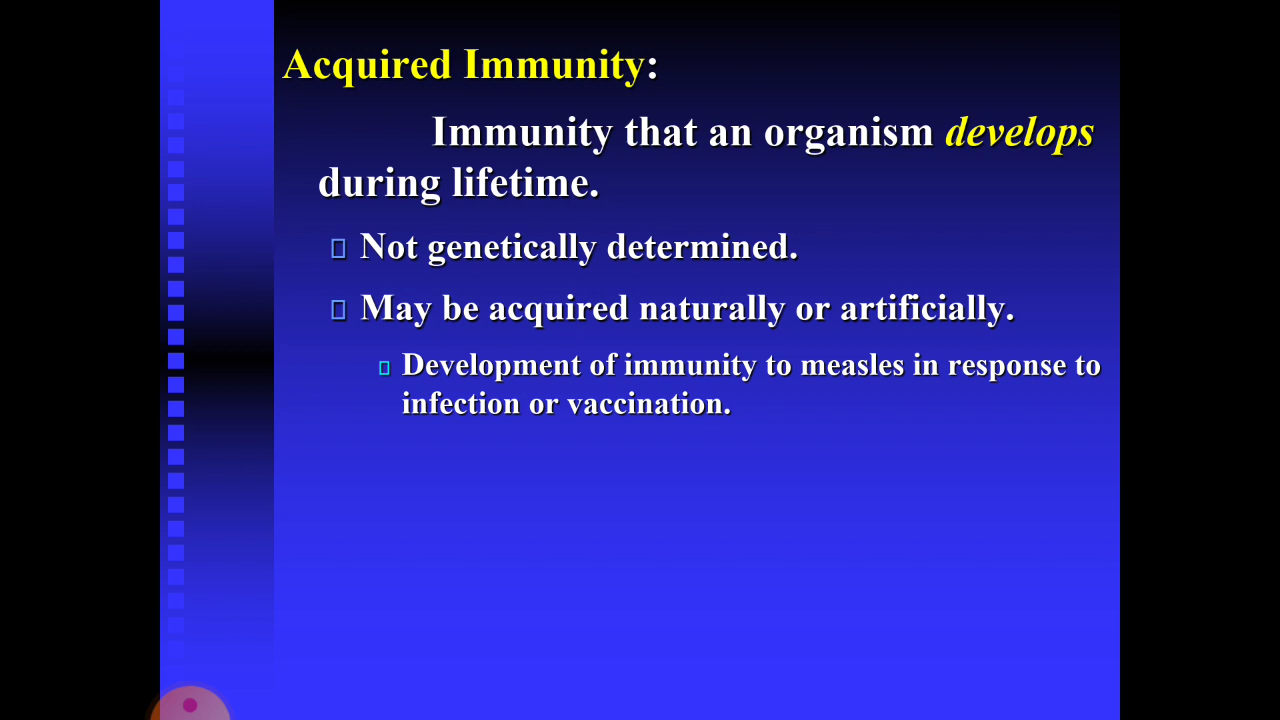 Acquired Immunity:
Immunity that an organism develops
during lifetime.
Not genetically determined.
May be acquired naturally or artificially.
Development of immunity to measles in response to
infection or vaccination.